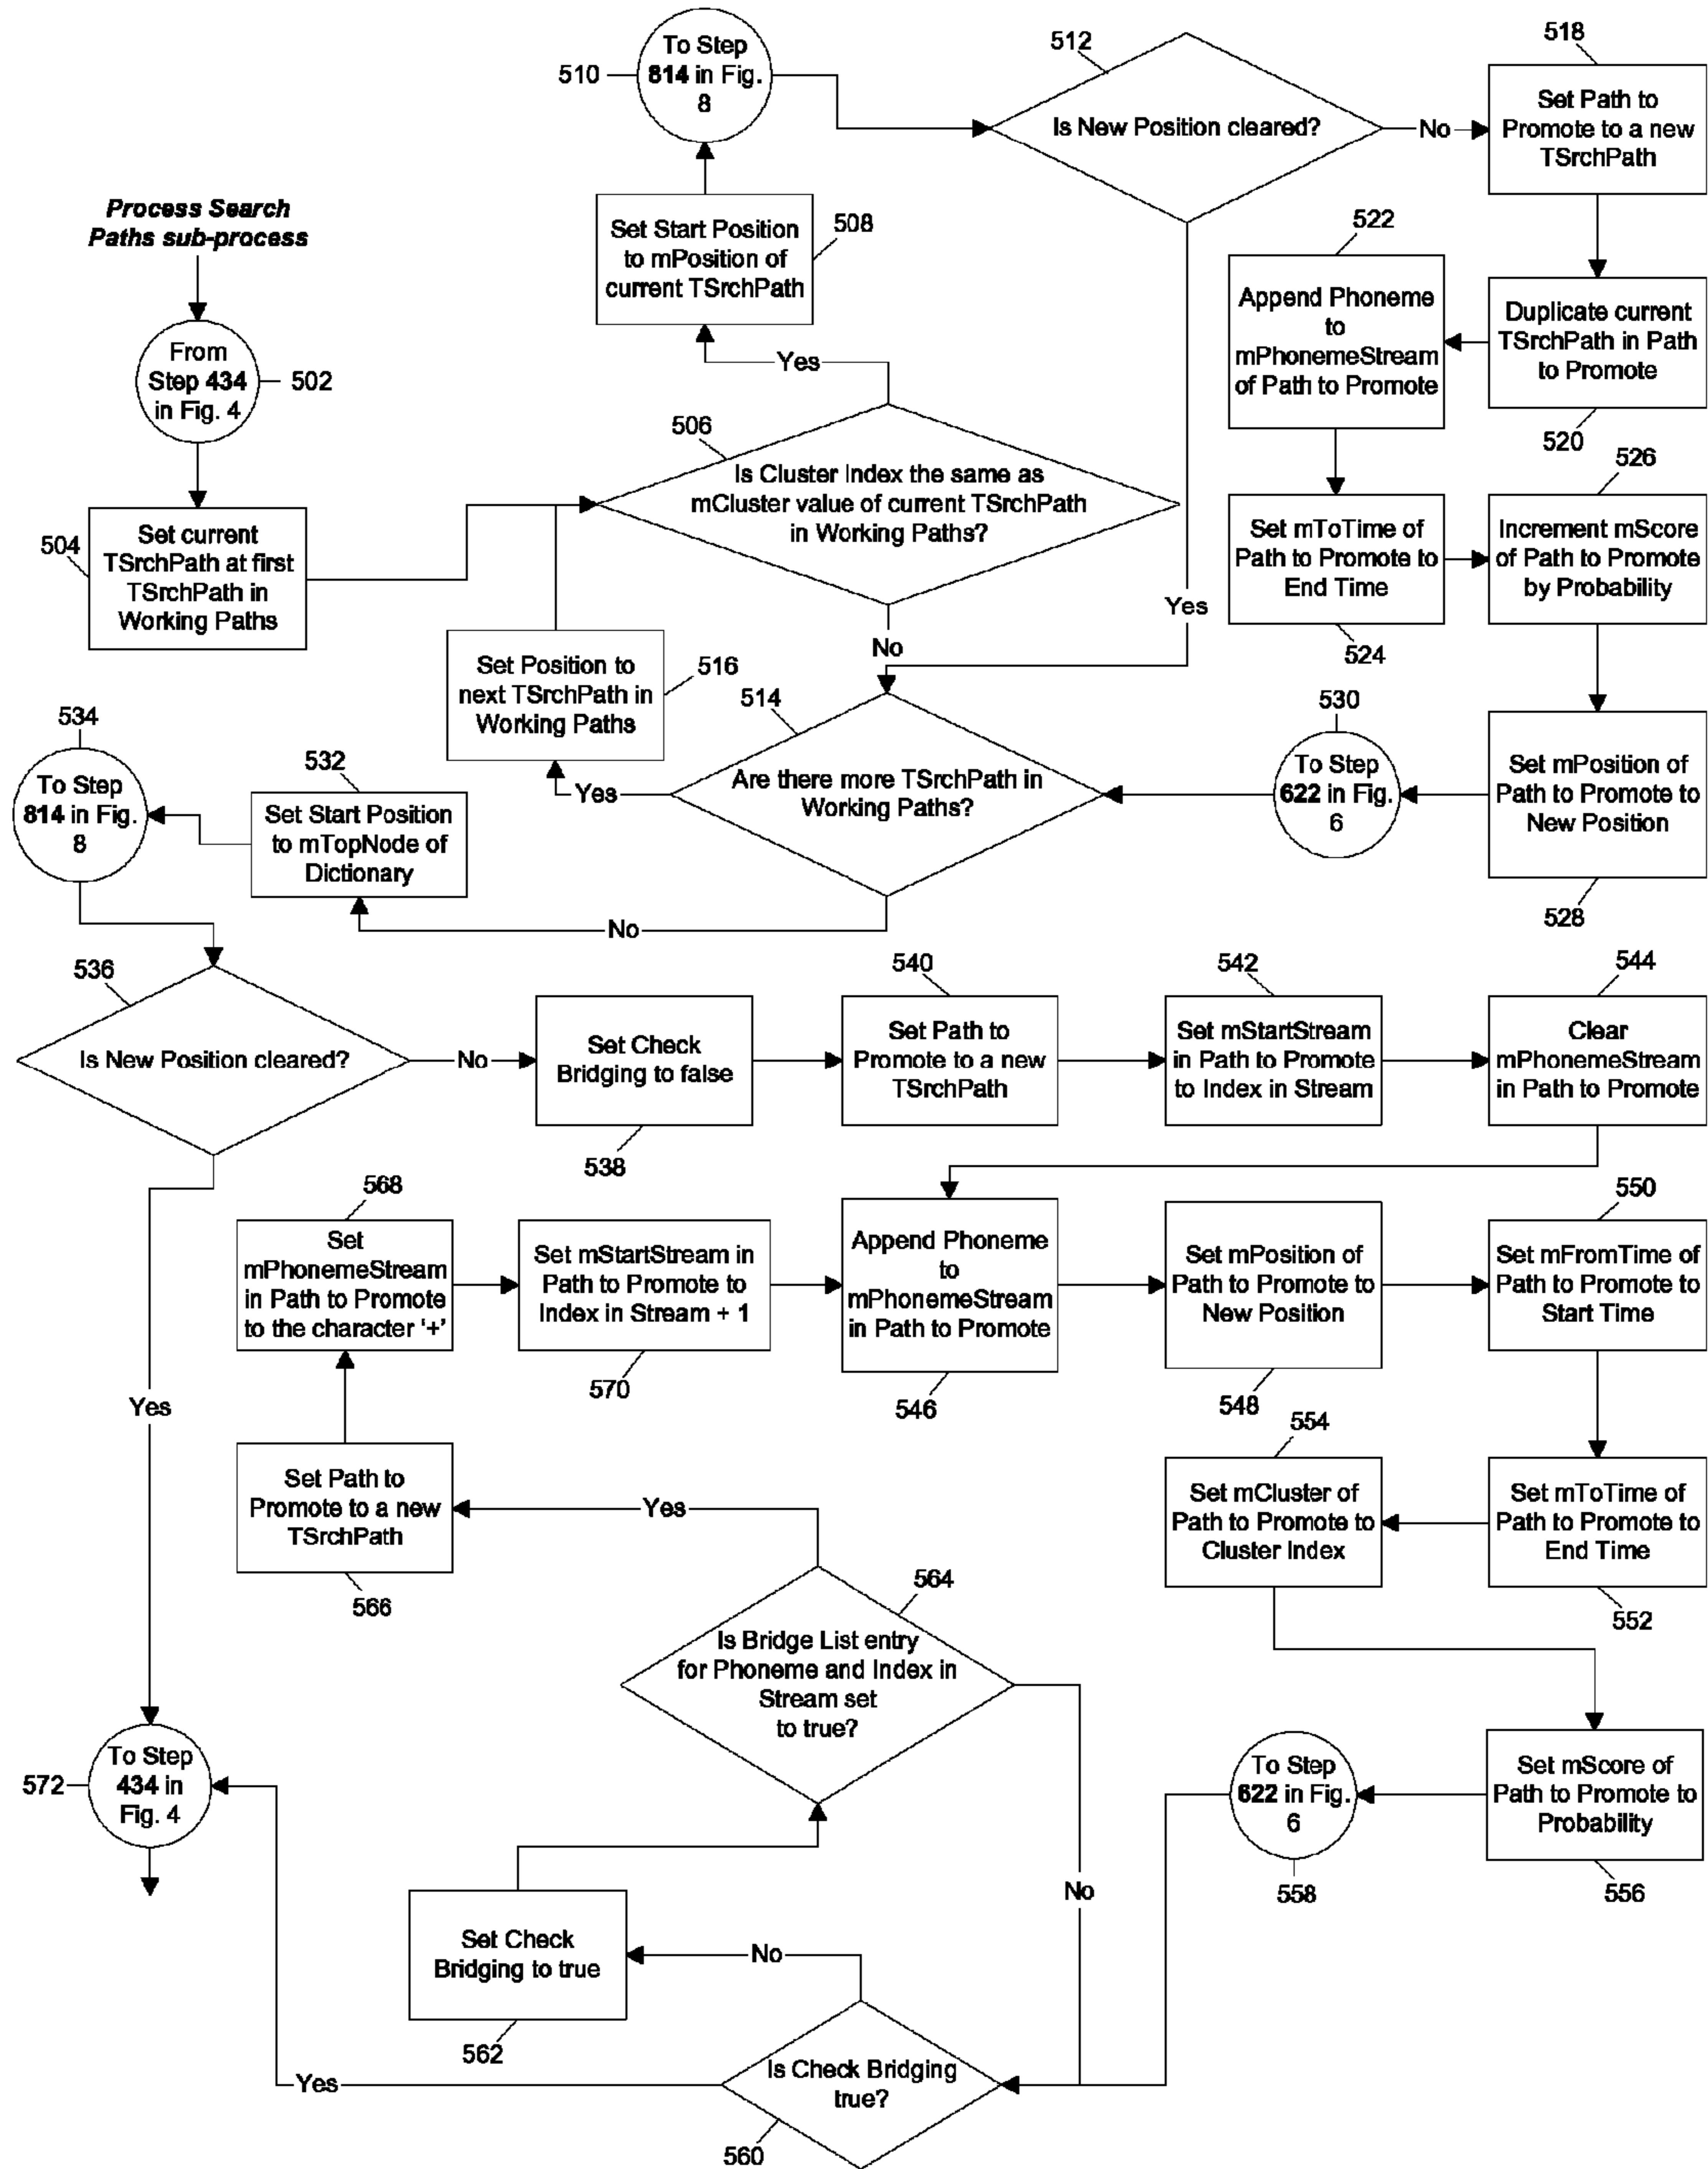 Process Search
Paths sub-process
From
Step 434
in Fig. 4
502
504
Set current
TSrchPath at first
TSrchPath in
Working Paths
506
Is Cluster Index the same as
mCluster value of current TSrchPath
in Working Paths?
Yes
No
508
Set Start Position
to mPosition of
current TSrchPath
510
To Step
814 in Fig.
8
512
Is New Position cleared?
No
Yes
518
Set Path to
Promote to a new
TSrchPath
Duplicate current
TSrchPath in Path
to Promote
520
522
Append Phoneme
to
mPhonemeStream
of Path to Promote
Set mToTime of
Path to Promote to
End Time
524
526
Increment mScore
of Path to Promote
by Probability
Set mPosition of
Path to Promote to
New Position
528
530
To Step
622 in Fig.
6
514
Are there more TSrchPath in
Working Paths?
Yes
No
Set Position to
next TSrchPath in
Working Paths
516
532
Set Start Position
to mTopNode of
Dictionary
534
To Step
814 in Fig.
8
536
Is New Position cleared?
No
Yes
Set Check
Bridging to false
538
540
Set Path to
Promote to a new
TSrchPath
542
Set mStartStream
in Path to Promote
to Index in Stream
544
Clear
mPhonemeStream
in Path to Promote
Append Phoneme
to
mPhonemeStream
in Path to Promote
546
Set mPosition of
Path to Promote to
New Position
548
550
Set mFromTime of
Path to Promote to
Start Time
Set mToTime of
Path to Promote to
End Time
552
554
Set mCluster of
Path to Promote to
Cluster Index
Set mScore of
Path to Promote to
Probability
556
To Step
622 in Fig.
6
558
Is Check Bridging
true?
560
No
Yes
Set Check
Bridging to true
562
564
Is Bridge List entry
for Phoneme and Index in
Stream set
to true?
Yes
No
Set Path to
Promote to a new
TSrchPath
566
568
Set
mPhonemeStream
in Path to Promote
to the character '+'
Set mStartStream in
Path to Promote to
Index in Stream + 1
570
572
To Step
434 in
Fig. 4